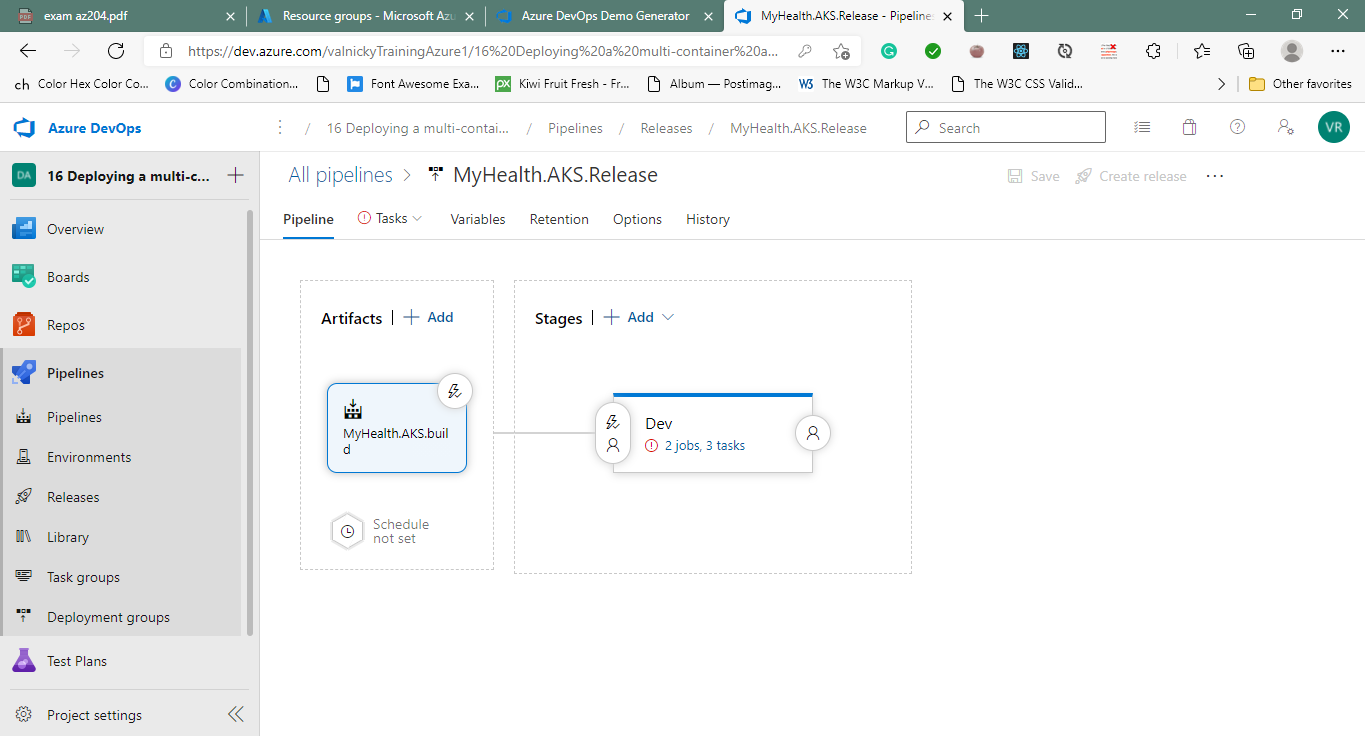 exam az204.pdf
Resource groups - Microsoft Azu
Azure DevOps Demo Generator
MyHealth.AKS.Release - Pipeline
https://dev.azure.com/valnickyTrainingAzure1/16%20Deploying%20a%20multi-container%20a...
ch Color Hex Color Co...
Color Combination...
Font Awesome Exa...
px Kiwi Fruit Fresh - Fr...
Album — Postimag...
W3 The W3C Markup V...
The W3C CSS Valid...
Other favorites
Azure DevOps
/ 16 Deploying a multi-contai... / Pipelines / Releases / MyHealth.AKS.Release
Search
VR
DA 16 Deploying a multi-c...
Overview
Boards
Repos
Pipelines
Pipelines
Environments
Releases
Library
Task groups
Deployment groups
Test Plans
Project settings
All pipelines > MyHealth.AKS.Release
Save
Create release
Pipeline
Tasks
Variables
Retention
Options
History
Artifacts | + Add
MyHealth.AKS.buil
d
Schedule
not set
Stages | + Add
Dev
2 jobs, 3 tasks